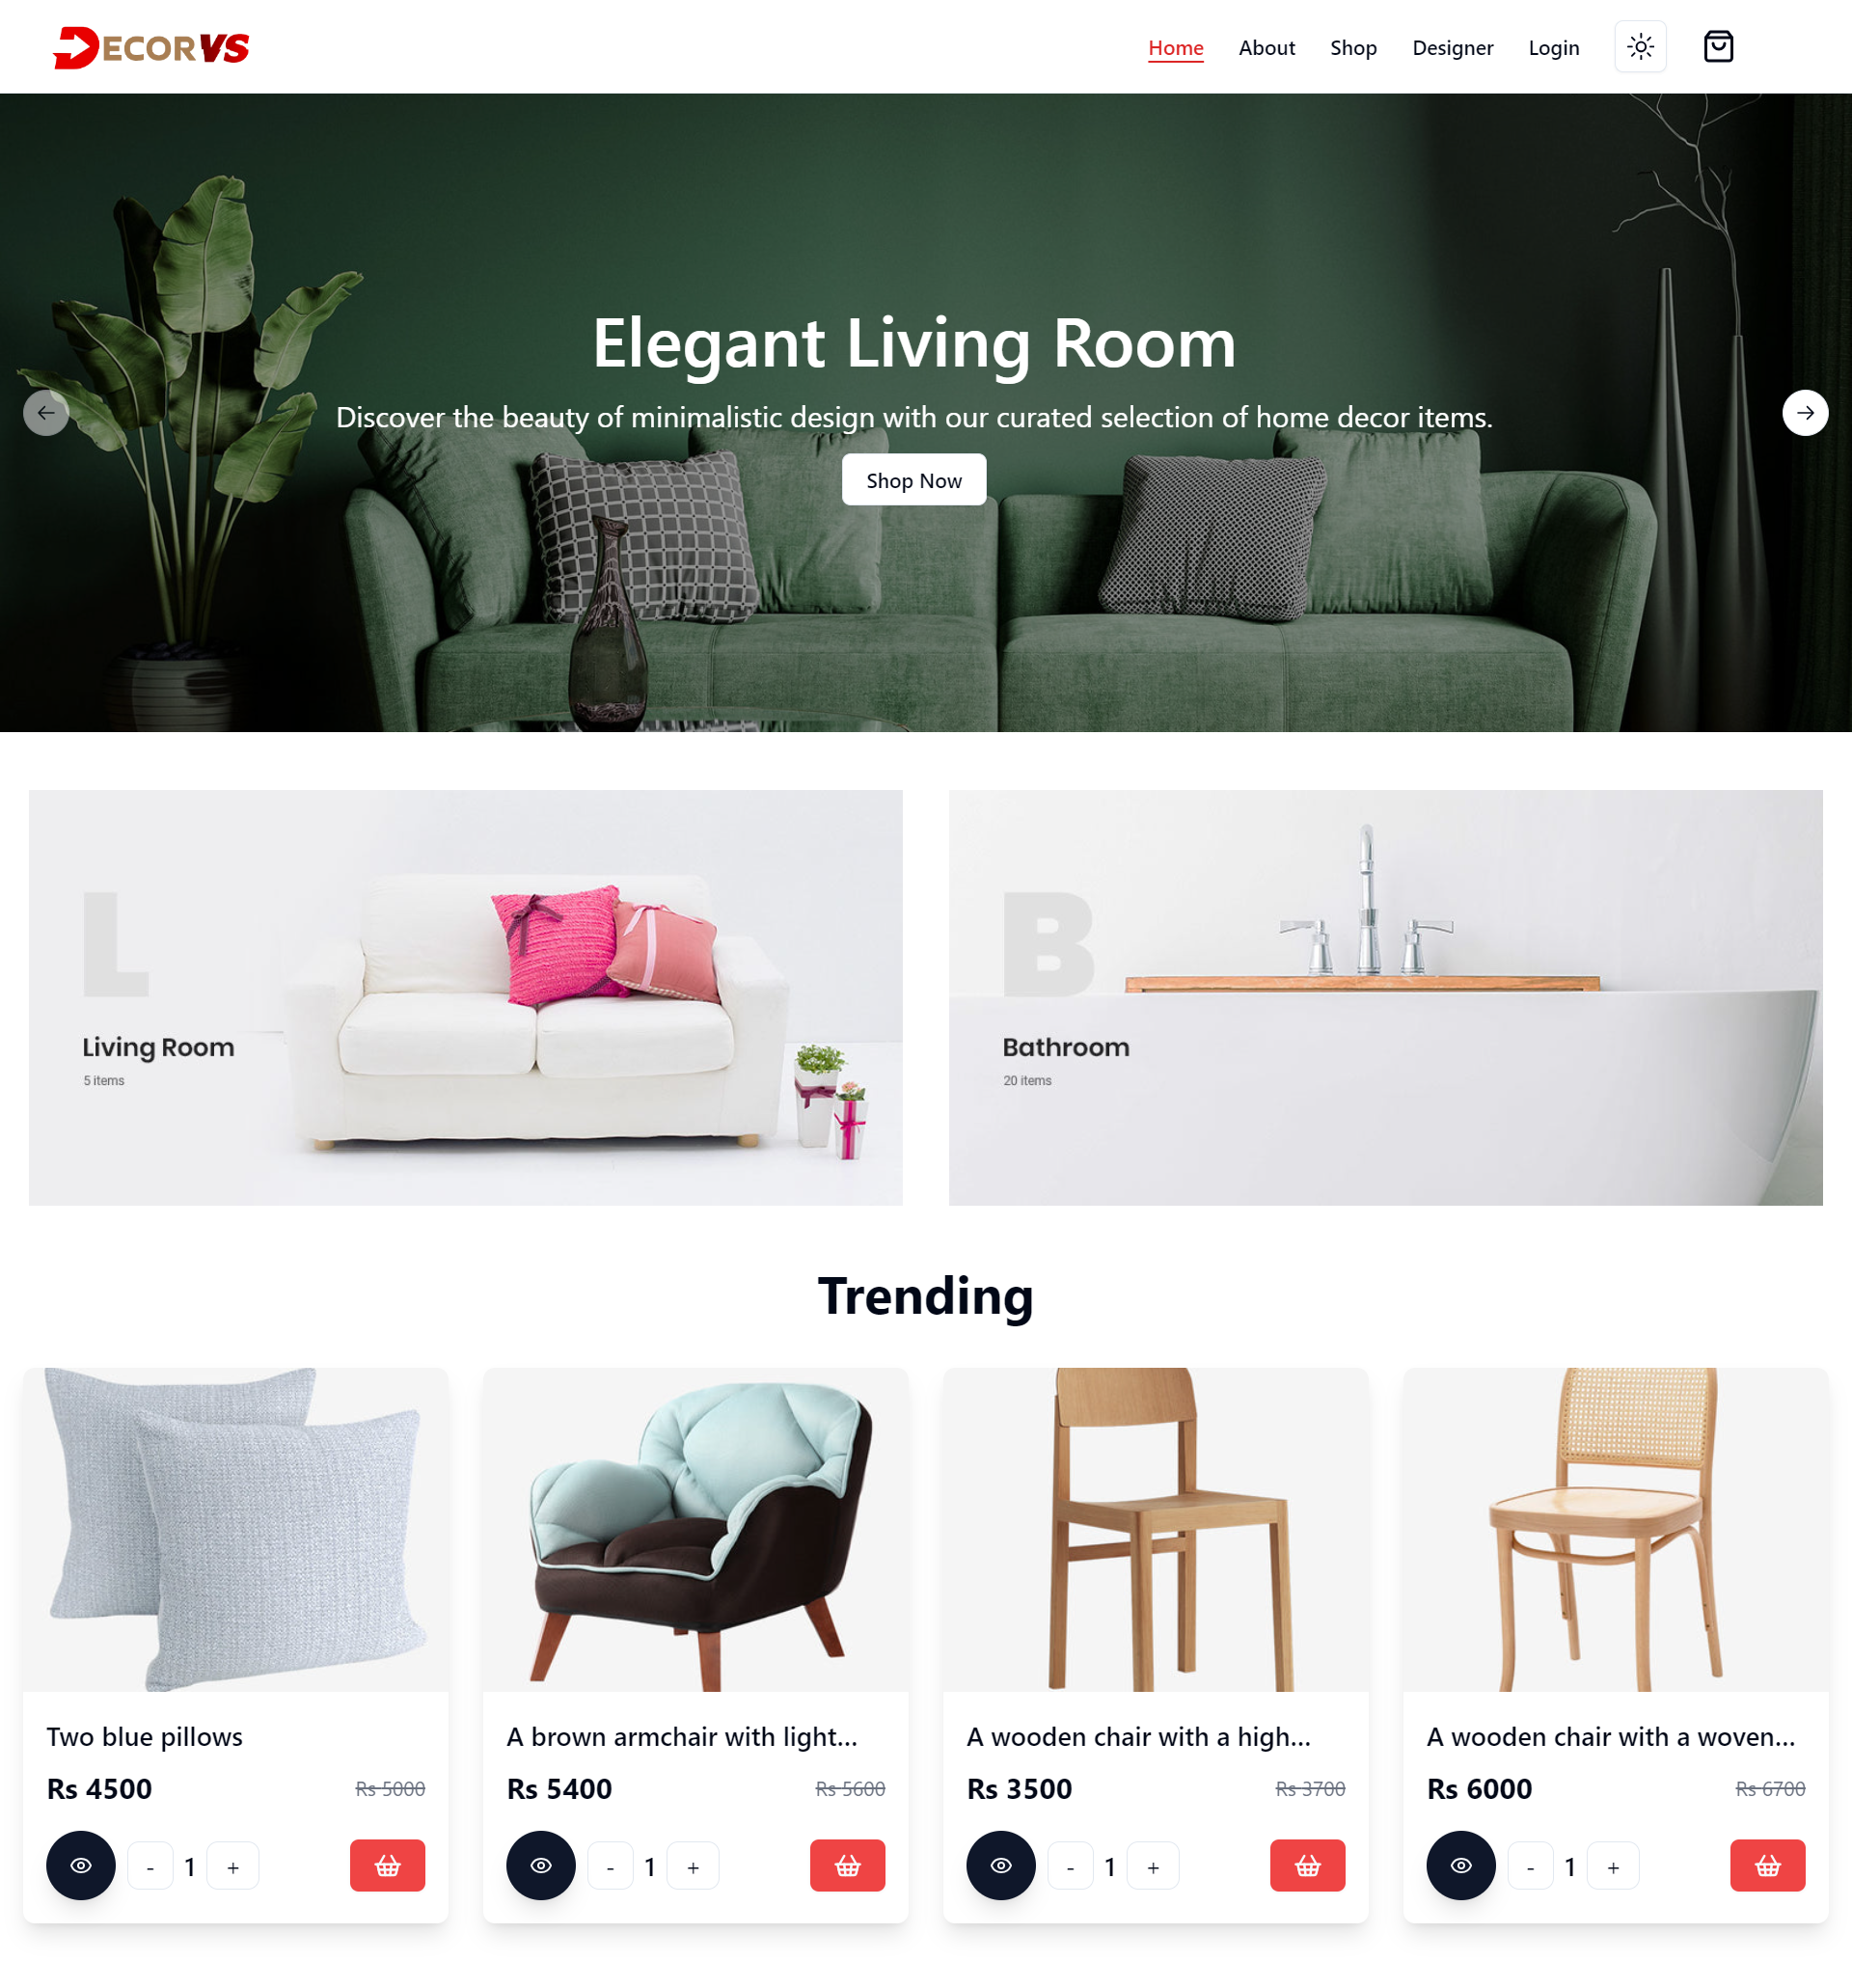 DECORVS
Home About Shop Designer Login
Elegant Living Room
Discover the beauty of minimalistic design with our curated selection of home decor items.
Shop Now
L
Living Room
5 items
B
Bathroom
20 items
Trending
Two blue pillows
Rs 4500 Rs 5000
- 1 +
A brown armchair with light...
Rs 5400 Rs 5600
- 1 +
A wooden chair with a high...
Rs 3500 Rs 3700
- 1 +
A wooden chair with a woven...
Rs 6000 Rs 6700
- 1 +